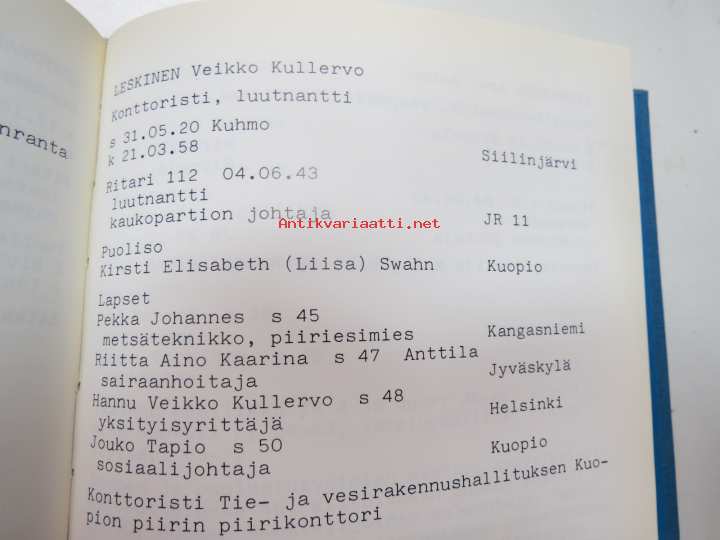 nranta
LESKINEN Veikko Kullervo
Konttoristi, luutnantti
s 31.05.20 Kuhmo
k 21.03.58 Siilinjärvi
Ritari 112 04.06.43
luutnantti
kaukopartion johtaja JR 11
Antikvariaatti.net
Puoliso
Kirsti Elisabeth (Liisa) Swahn Kuopio
Lapset
Pekka Johannes s 45
metsäteknikko, piiriesimies Kangasniemi
Riitta Aino Kaarina s 47 Anttila
sairaanhoitaja Jyväskylä
Hannu Veikko Kullervo s 48
yksityisyrittäjä Helsinki
Jouko Tapio s 50
sosiaalijohtaja Kuopio
Konttoristi Tie- ja vesirakennushallituksen Kuo-
pion piirin piirikonttori